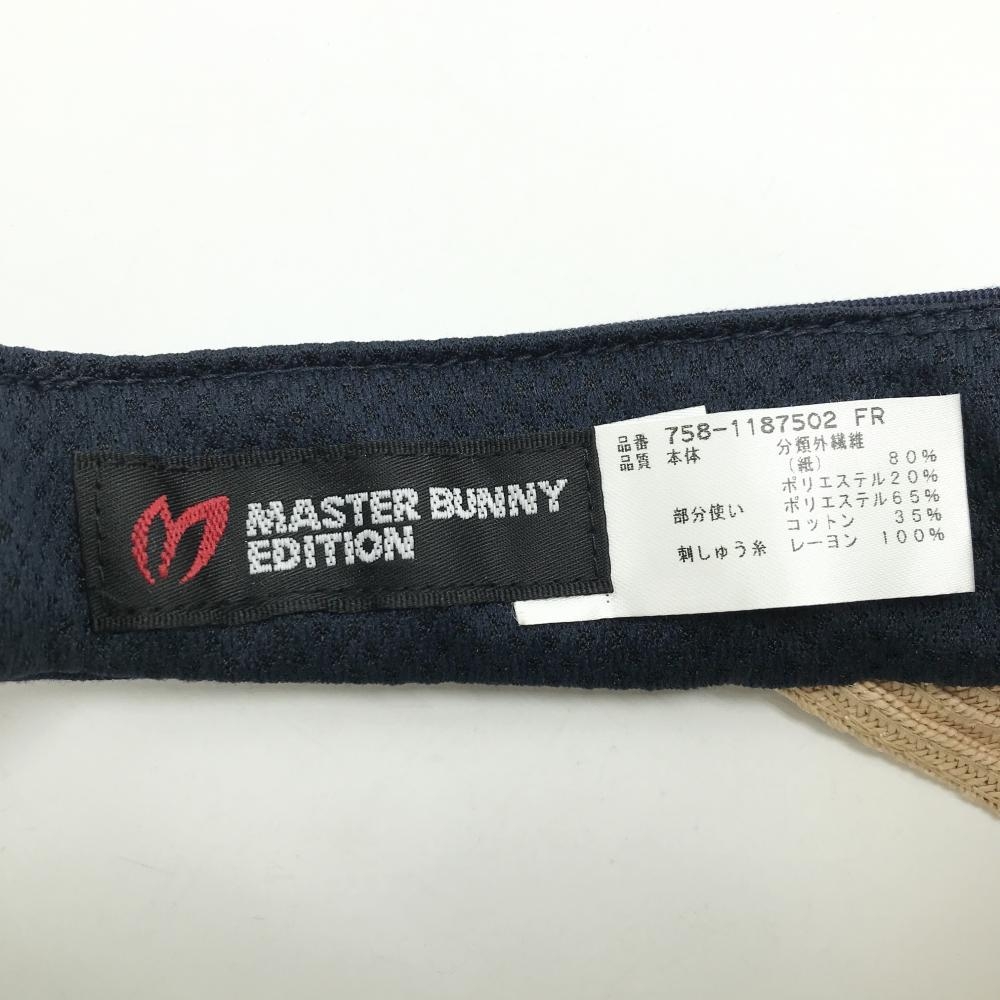 MASTER BUNNY
EDITION
品番 758-1187502 FR
品質 本体 分類外繊維
(紙) 80%
ポリエステル20%
部分使い ポリエステル65%
コットン 35%
刺しゅう糸 レーヨン 100%